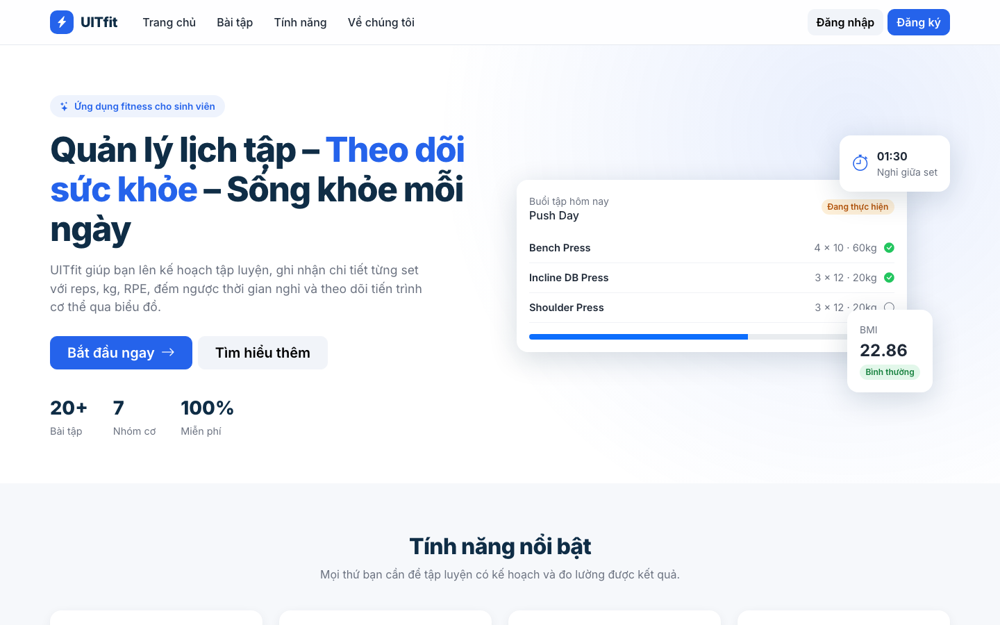 UITfit
Trang chủ
Bài tập
Tính năng
Về chúng tôi
Đăng nhập
Đăng ký
Ứng dụng fitness cho sinh viên
Quản lý lịch tập – Theo dõi
sức khỏe – Sống khỏe mỗi
ngày
UITfit giúp bạn lên kế hoạch tập luyện, ghi nhận chi tiết từng set
với reps, kg, RPE, đếm ngược thời gian nghỉ và theo dõi tiến trình
cơ thể qua biểu đồ.
Bắt đầu ngay →
Tìm hiểu thêm
20+
Bài tập
7
Nhóm cơ
100%
Miễn phí
01:30
Nghỉ giữa set
Buổi tập hôm nay
Push Day
Đang thực hiện
Bench Press
4 × 10 · 60kg
Incline DB Press
3 × 12 · 20kg
Shoulder Press
3 × 12 · 20kg
BMI
22.86
Bình thường
Tính năng nổi bật
Mọi thứ bạn cần để tập luyện có kế hoạch và đo lường được kết quả.